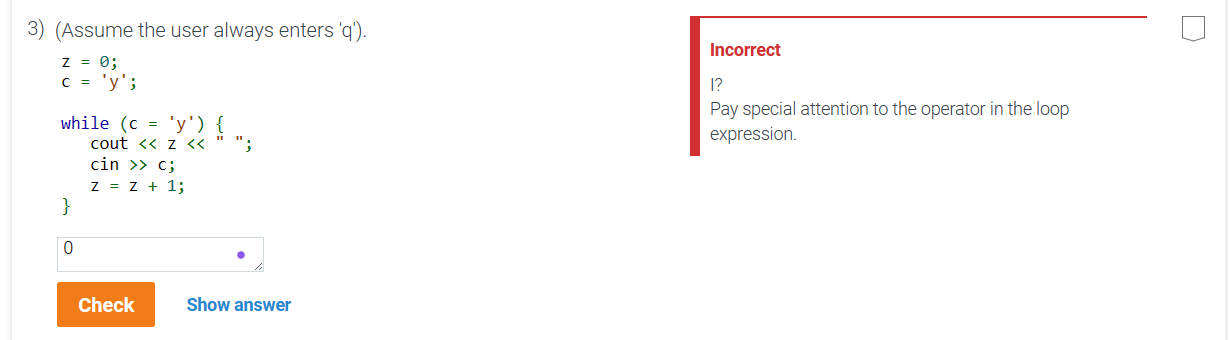 3) (Assume the user always enters 'q').
z = 0;
c = 'y';
while (c = 'y') {
cout << z << " ";
cin >> c;
z = z + 1;
}
0
Check
Show answer
Incorrect
I?
Pay special attention to the operator in the loop
expression.